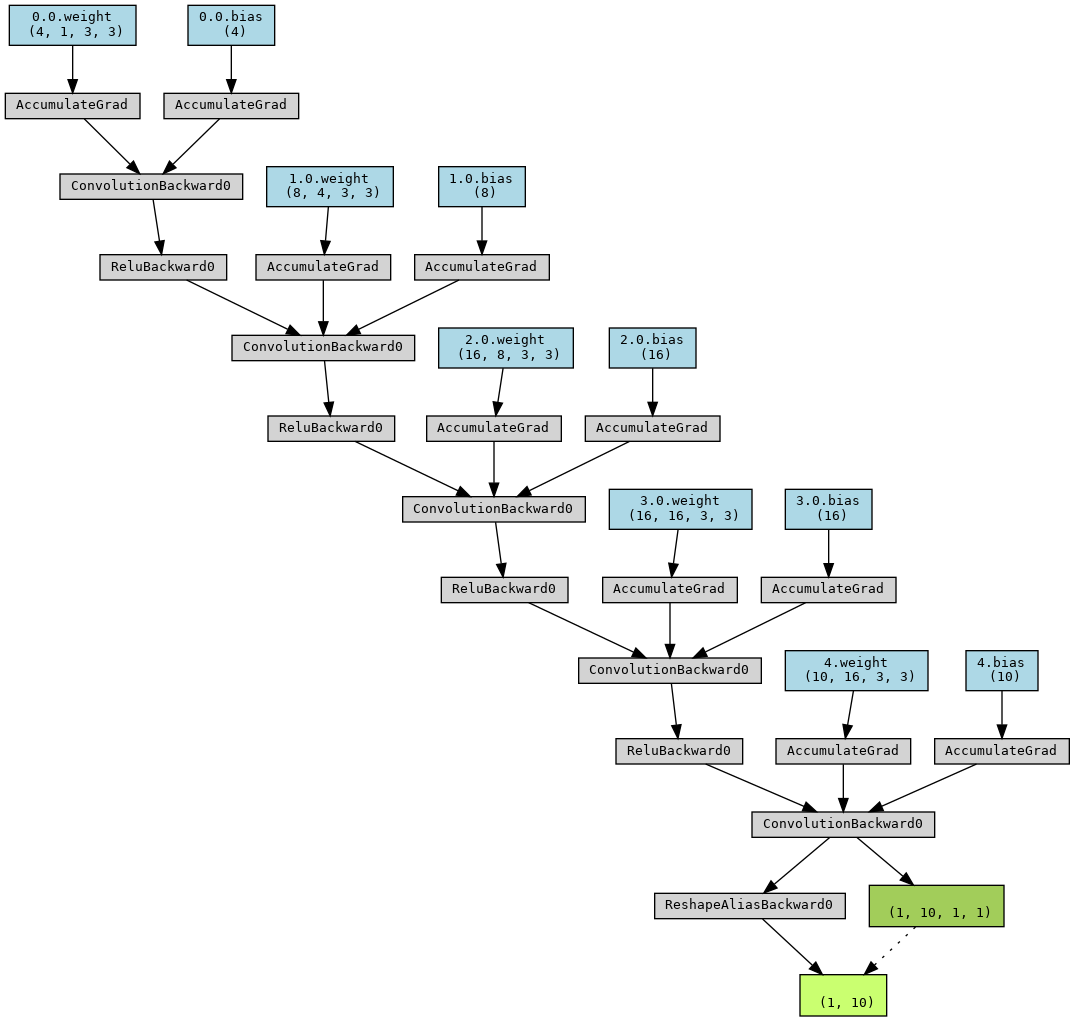 0.0.weight
(4, 1, 3, 3)
0.0.bias
(4)
AccumulateGrad
AccumulateGrad
ConvolutionBackward0
1.0.weight
(8, 4, 3, 3)
1.0.bias
(8)
ReluBackward0
AccumulateGrad
AccumulateGrad
ConvolutionBackward0
2.0.weight
(16, 8, 3, 3)
2.0.bias
(16)
ReluBackward0
AccumulateGrad
AccumulateGrad
ConvolutionBackward0
3.0.weight
(16, 16, 3, 3)
3.0.bias
(16)
ReluBackward0
AccumulateGrad
AccumulateGrad
ConvolutionBackward0
4.weight
(10, 16, 3, 3)
4.bias
(10)
ReluBackward0
AccumulateGrad
AccumulateGrad
ConvolutionBackward0
ReshapeAliasBackward0
(1, 10, 1, 1)
(1, 10)